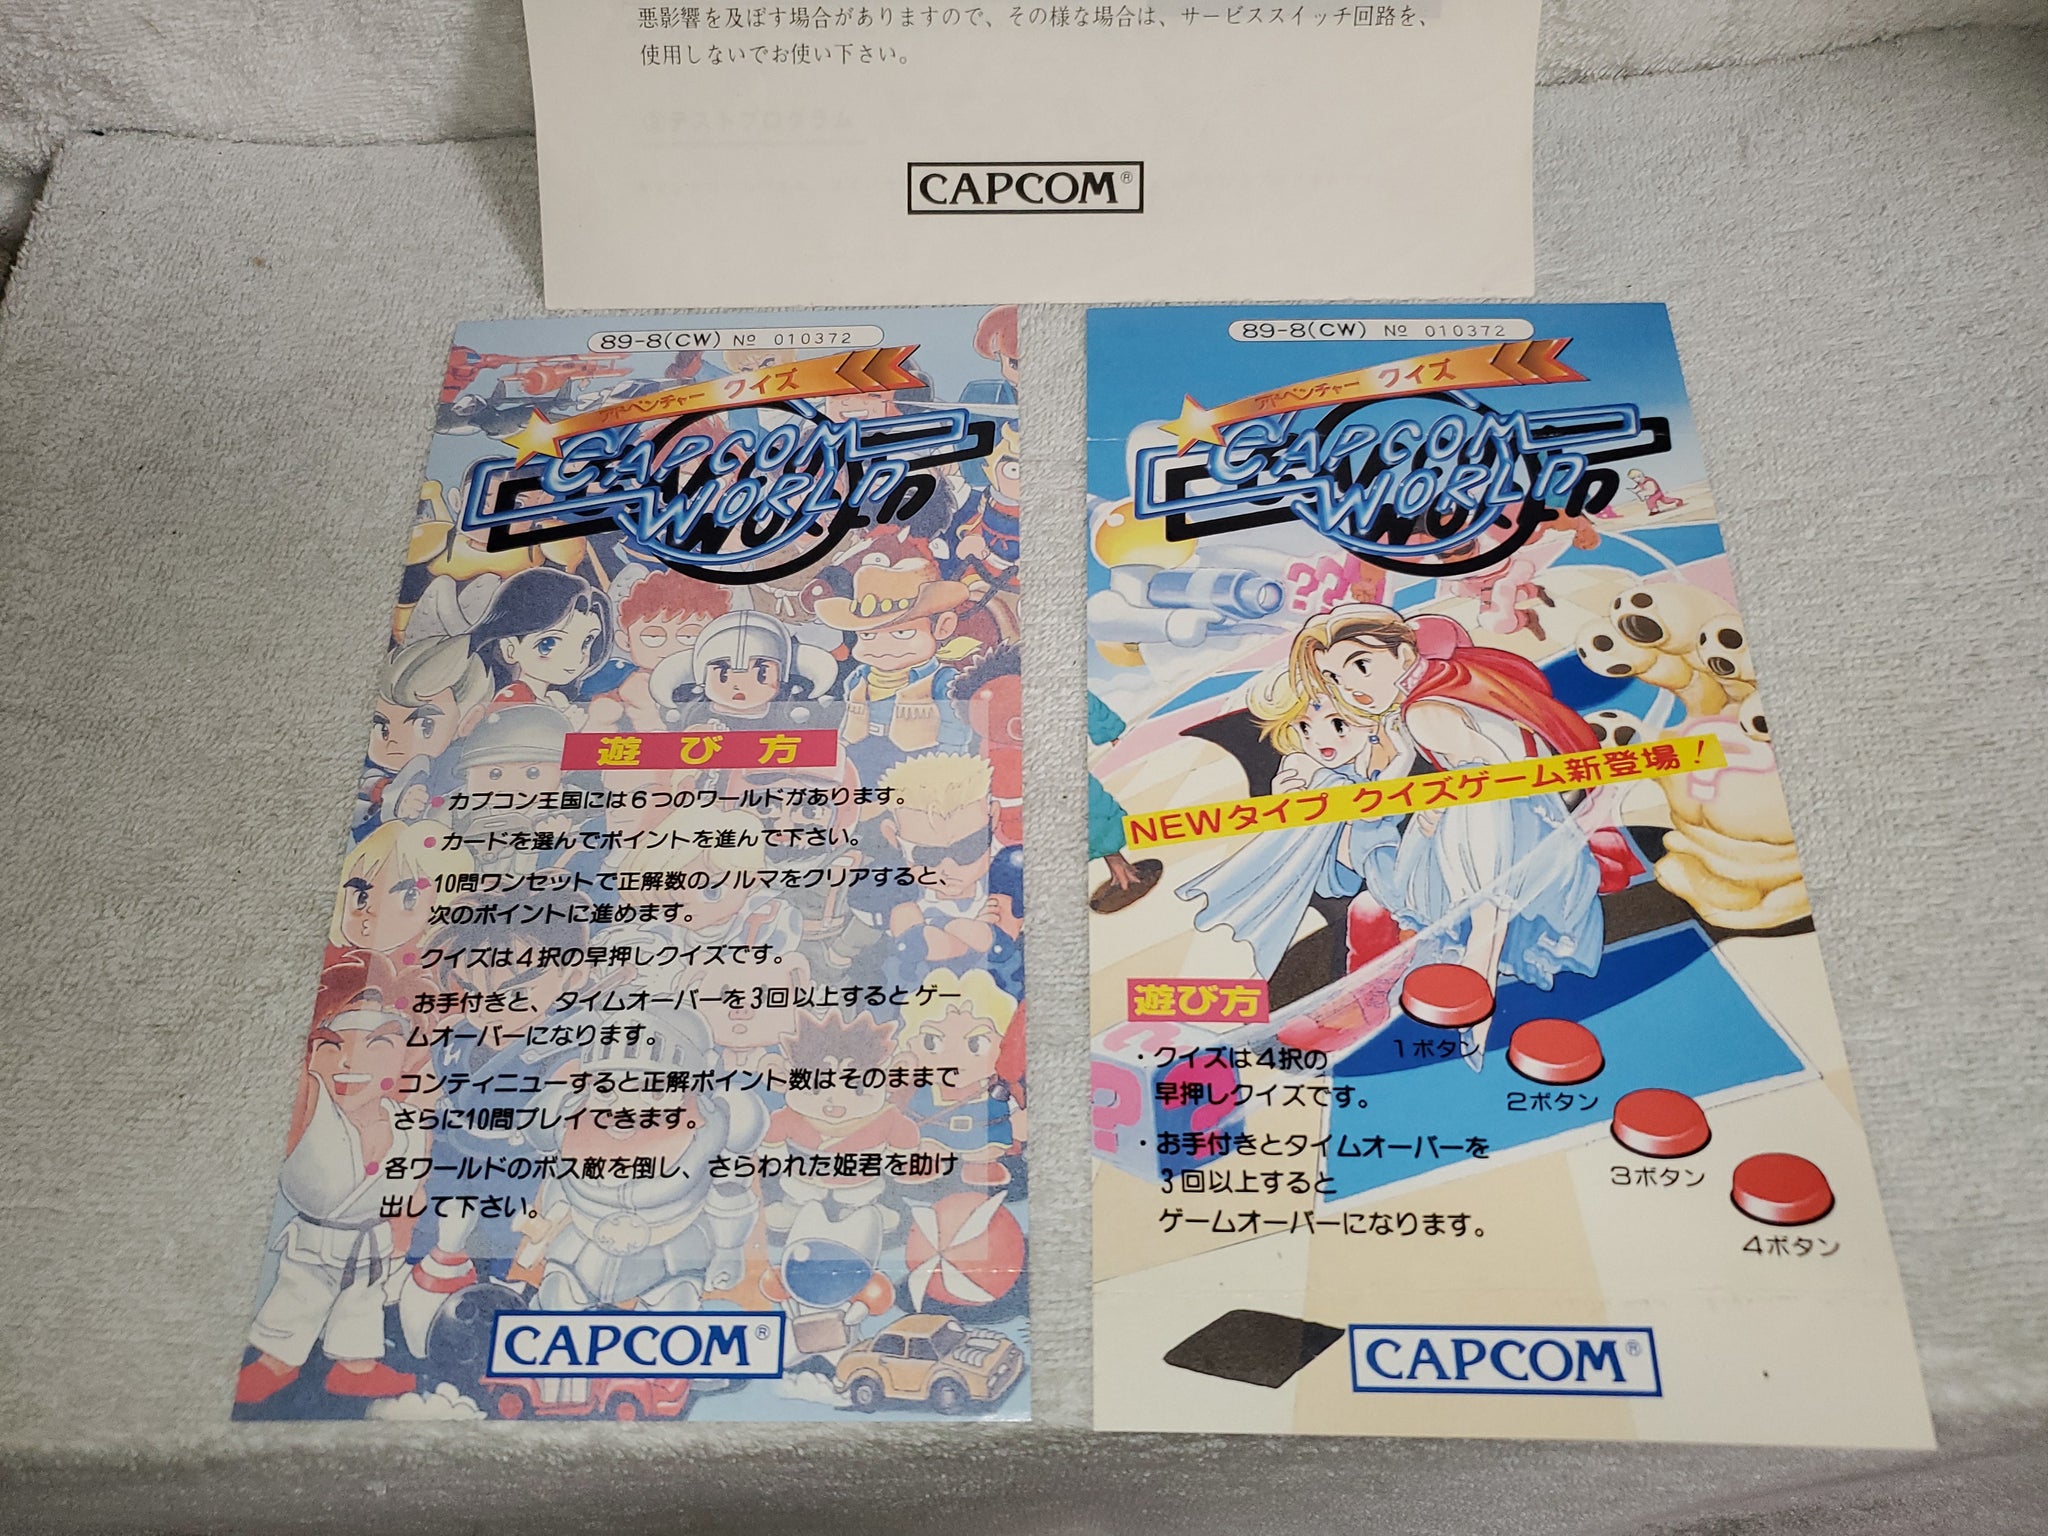 悪影響を及ぼす場合がありますので、その様な場合は、サービススイッチ回路を、
使用しないでお使い下さい。
②テストプログラム
CAPCOM®
89-8(CW) № 010372
アドベンチャー クイズ
CAPCOM
WORLD
遊び方
・カプコン王国には6つのワールドがあります。
・カードを選んでポイントを進んで下さい。
・10問ワンセットで正解数のノルマをクリアすると、
次のポイントに進めます。
・クイズは4択の早押しクイズです。
・お手付きと、タイムオーバーを3回以上するとゲー
ムオーバーになります。
・コンティニューすると正解ポイント数はそのままで
さらに10問プレイできます。
・各ワールドのボス敵を倒し、さらわれた姫君を助け
出して下さい。
CAPCOM®
89-8(CW) № 010372
アドベンチャー クイズ
CAPCOM
WORLD
NEWタイプ クイズゲーム新登場!
遊び方
・クイズは4択の
早押しクイズです。
・お手付きとタイムオーバーを
3回以上すると
ゲームオーバーになります。
1ボタン
2ボタン
3ボタン
4ボタン
CAPCOM®